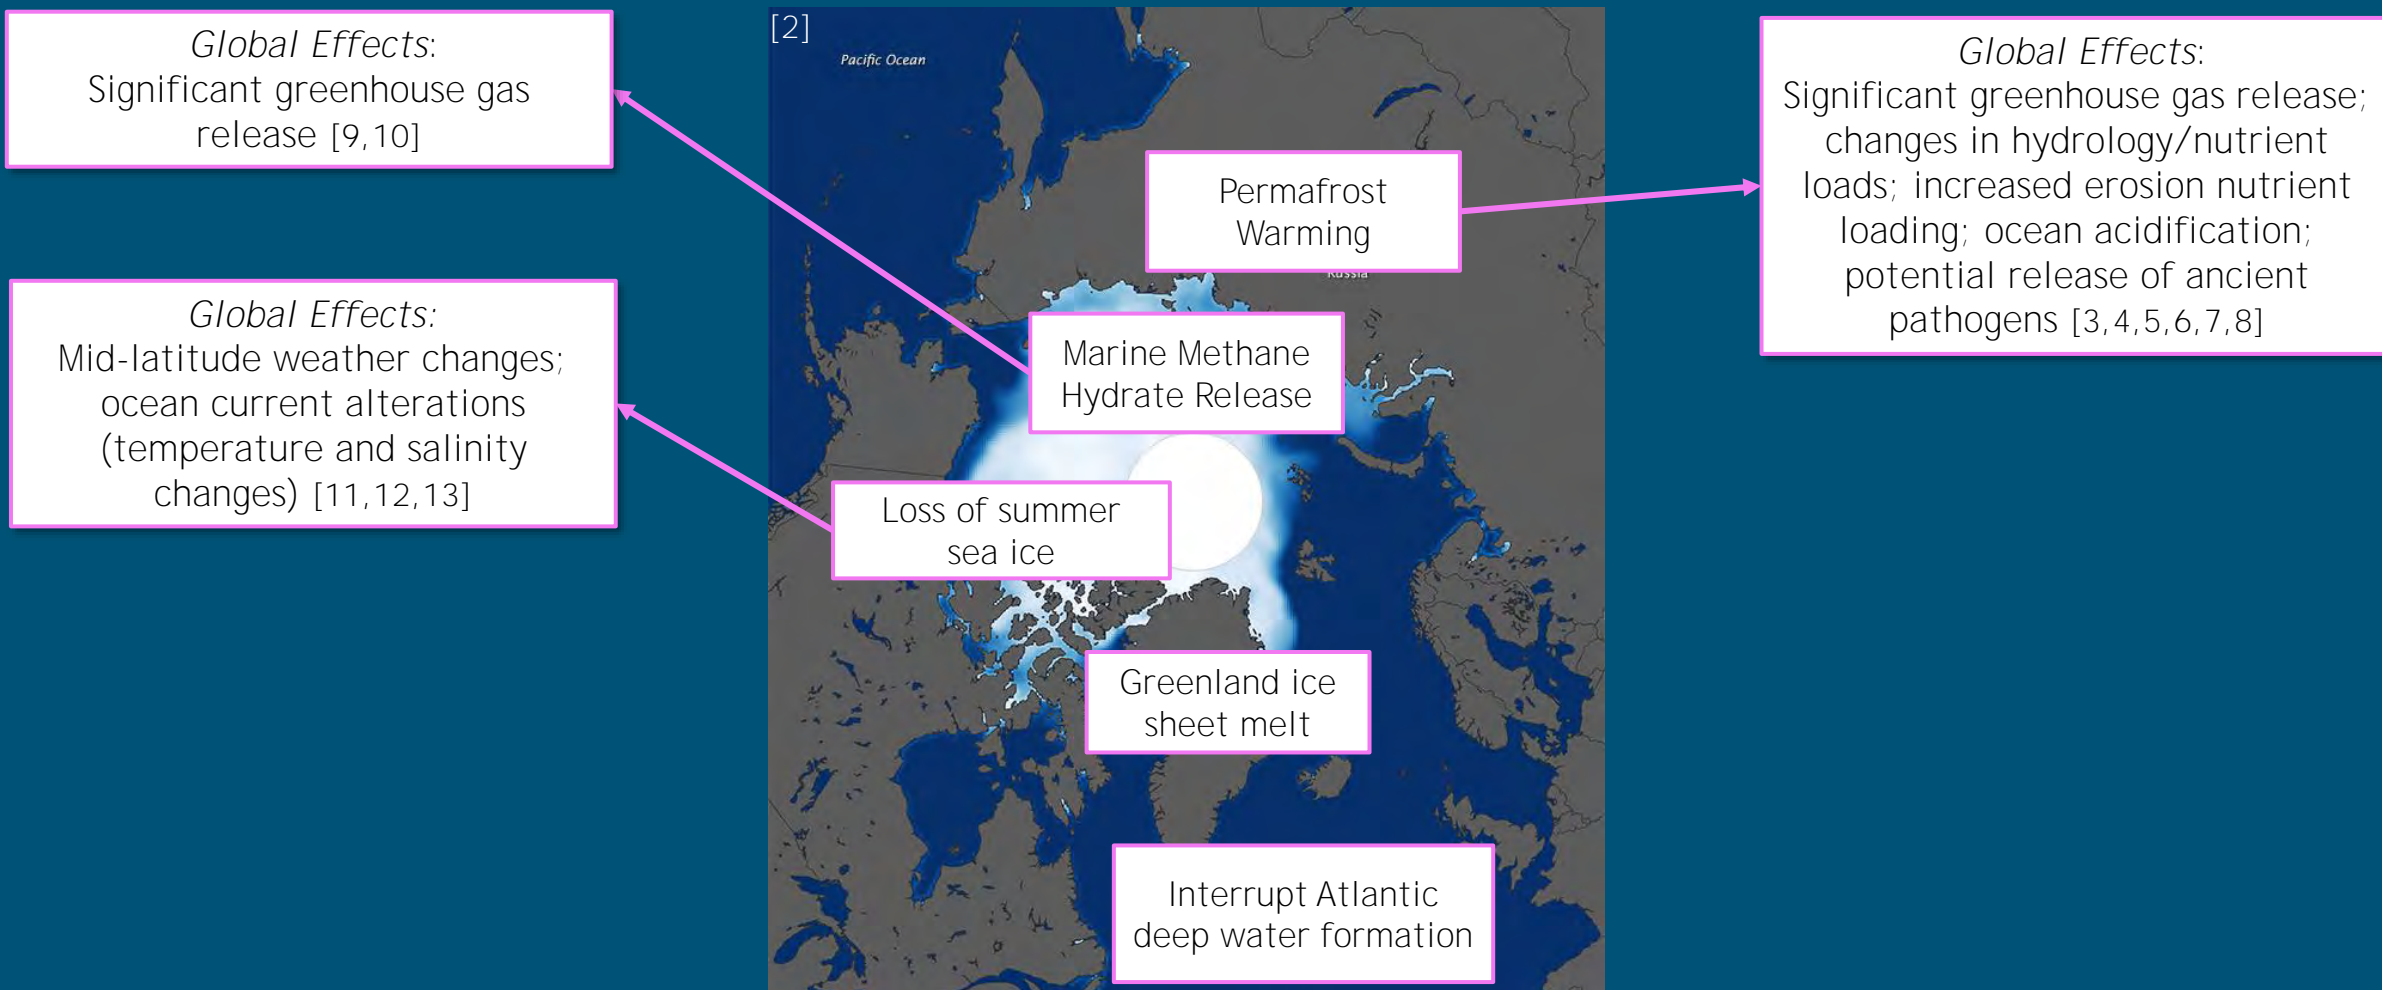 Global Effects:
Significant greenhouse gas
release [9,10]
Global Effects:
Mid-latitude weather changes;
ocean current alterations
(temperature and salinity
changes) [11,12,13]
[2]
Pacific Ocean
Permafrost
Warming
Russia
Marine Methane
Hydrate Release
Loss of summer
sea ice
Greenland ice
sheet melt
Interrupt Atlantic
deep water formation
Global Effects:
Significant greenhouse gas release;
changes in hydrology/nutrient
loads; increased erosion nutrient
loading; ocean acidification;
potential release of ancient
pathogens [3,4,5,6,7,8]